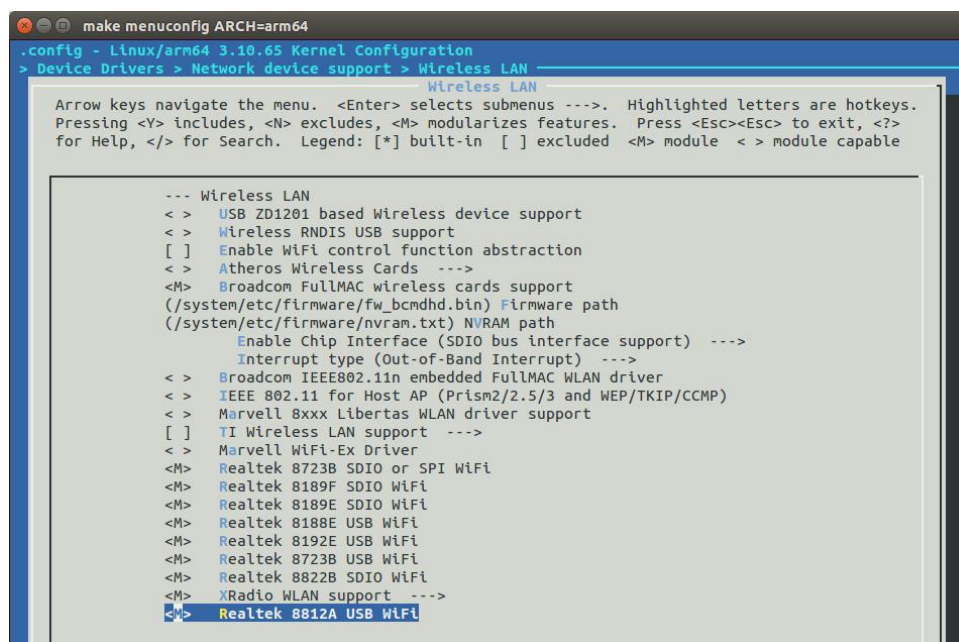 make menuconfig ARCH=arm64
.config - Linux/arm64 3.10.65 Kernel Configuration
> Device Drivers > Network device support > Wireless LAN
Wireless LAN
Arrow keys navigate the menu.  <Enter> selects submenus --->.  Highlighted letters are hotkeys.
Pressing <Y> includes, <N> excludes, <M> modularizes features.  Press <Esc><Esc> to exit, <?>
for Help, </> for Search.  Legend: [*] built-in  [ ] excluded  <M> module  < > module capable
--- Wireless LAN
< >   USB ZD1201 based Wireless device support
< >   Wireless RNDIS USB support
[ ]   Enable WiFi control function abstraction
< >   Atheros Wireless Cards  --->
<M>   Broadcom FullMAC wireless cards support
(/system/etc/firmware/fw_bcmdhd.bin) Firmware path
(/system/etc/firmware/nvram.txt) NVRAM path
Enable Chip Interface (SDIO bus interface support)  --->
Interrupt type (Out-of-Band Interrupt)  --->
< >   Broadcom IEEE802.11n embedded FullMAC WLAN driver
< >   IEEE 802.11 for Host AP (Prism2/2.5/3 and WEP/TKIP/CCMP)
< >   Marvell 8xxx Libertas WLAN driver support
[ ]   TI Wireless LAN support  --->
< >   Marvell WiFi-Ex Driver
<M>   Realtek 8723B SDIO or SPI WiFi
<M>   Realtek 8189F SDIO WiFi
<M>   Realtek 8189E SDIO WiFi
<M>   Realtek 8188E USB WiFi
<M>   Realtek 8192E USB WiFi
<M>   Realtek 8723B USB WiFi
<M>   Realtek 8822B SDIO WiFi
<M>   XRadio WLAN support  --->
<M>   Realtek 8812A USB WiFi